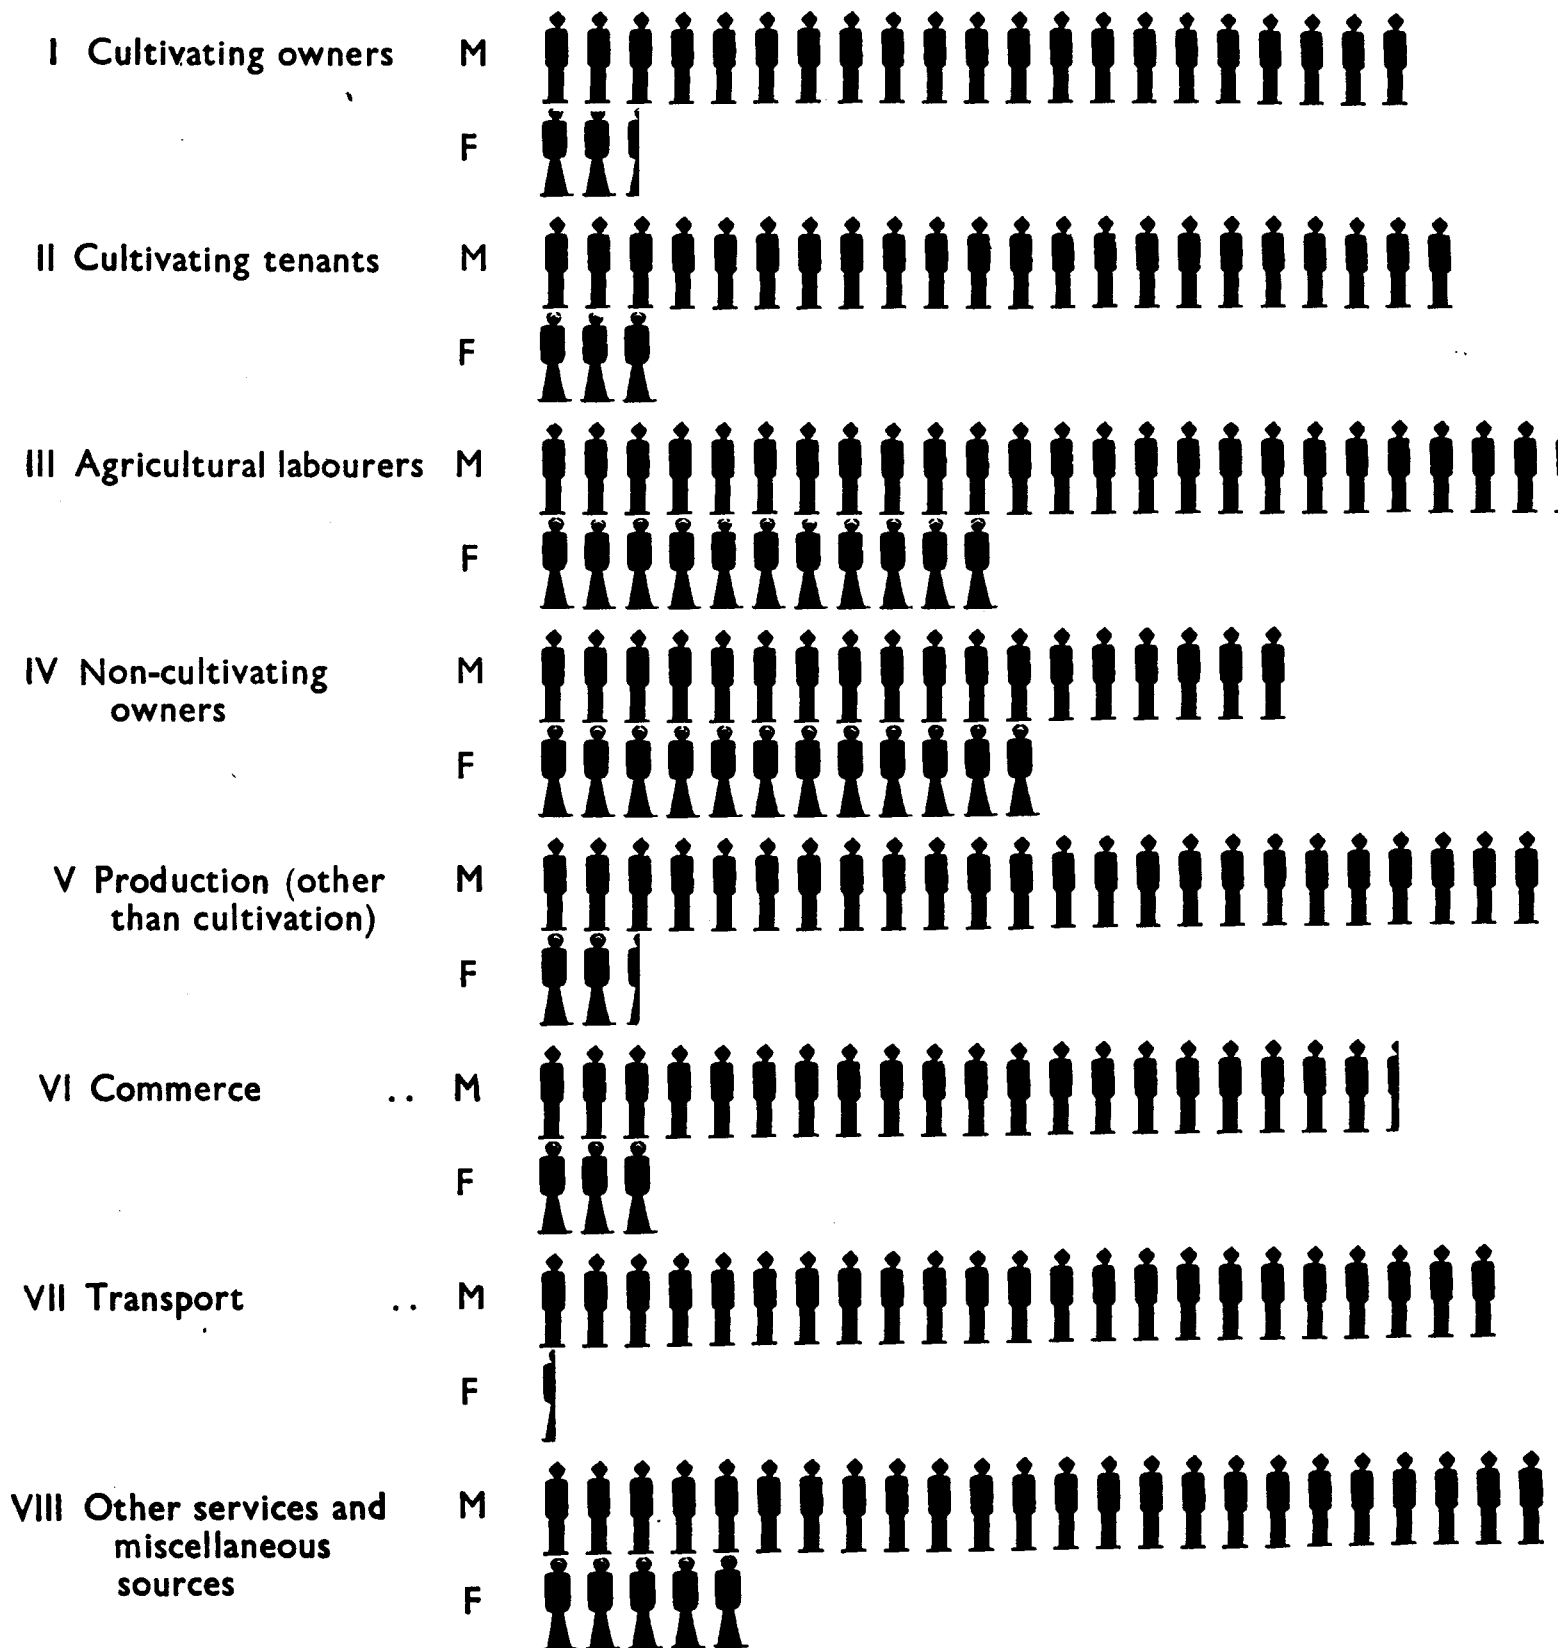 I Cultivating owners M
F
II Cultivating tenants M
F
III Agricultural labourers M
F
IV Non-cultivating M
owners
F
V Production (other M
than cultivation)
F
VI Commerce .. M
F
VII Transport .. M
F
VIII Other services and M
miscellaneous
sources
F